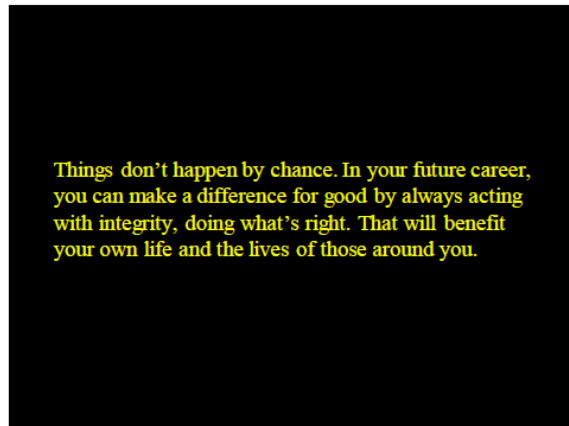 Things don’t happen by chance. In your future career,
you can make a difference for good by always acting
with integrity, doing what’s right. That will benefit
your own life and the lives of those around you.